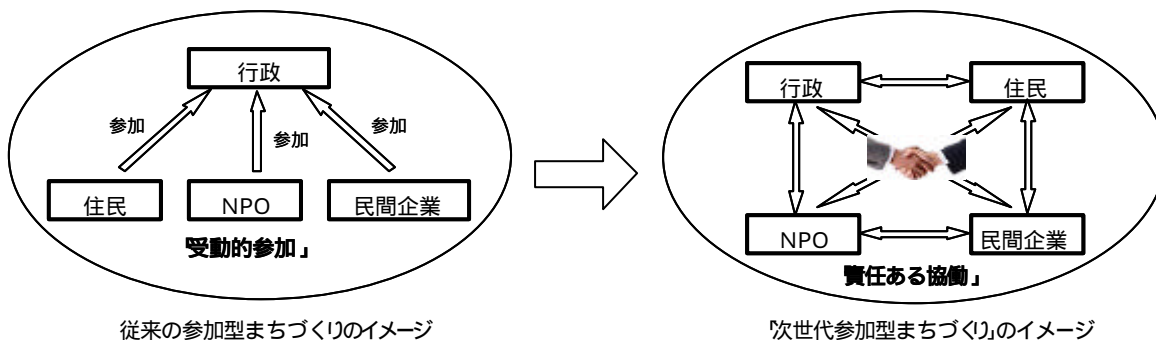 行政
参加
参加
参加
住民
NPO
民間企業
「受動的参加」
従来の参加型まちづくりのイメージ
行政
住民
NPO
民間企業
「責任ある協働」
「次世代参加型まちづくり」のイメージ